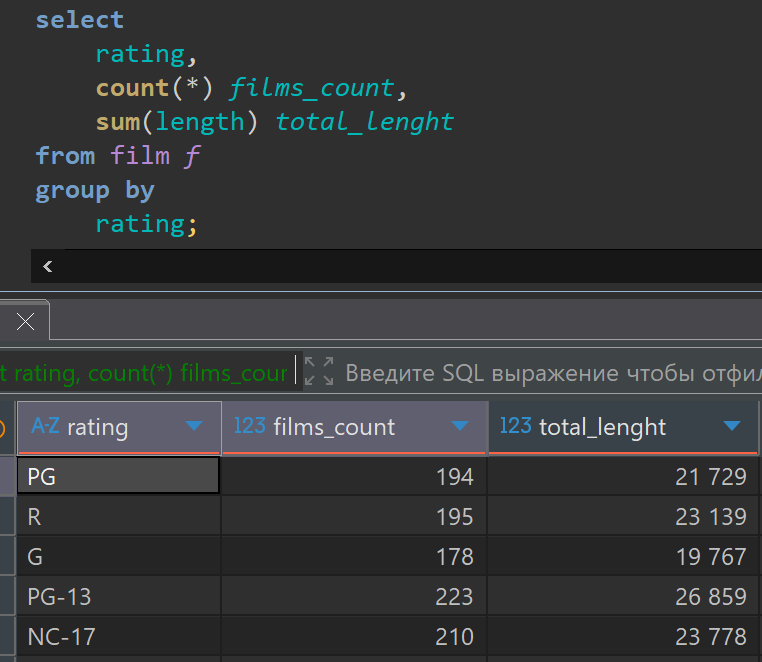 select
rating,
count(*) films_count,
sum(length) total_lenght
from film f
group by
rating;
t rating, count(*) films_cour Введите SQL выражение чтобы отфил
A-Z rating 123 films_count 123 total_lenght
PG 194 21 729
R 195 23 139
G 178 19 767
PG-13 223 26 859
NC-17 210 23 778